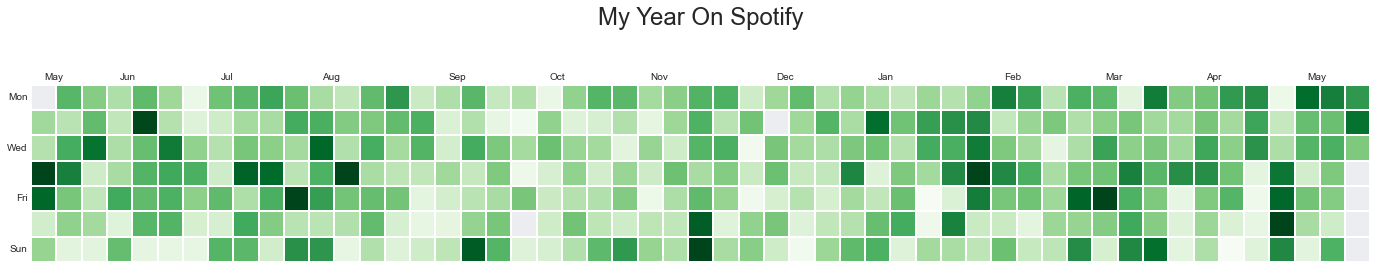 My Year On Spotify
May Jun Jul Aug Sep Oct Nov Dec Jan Feb Mar Apr May
Mon
Wed
Fri
Sun